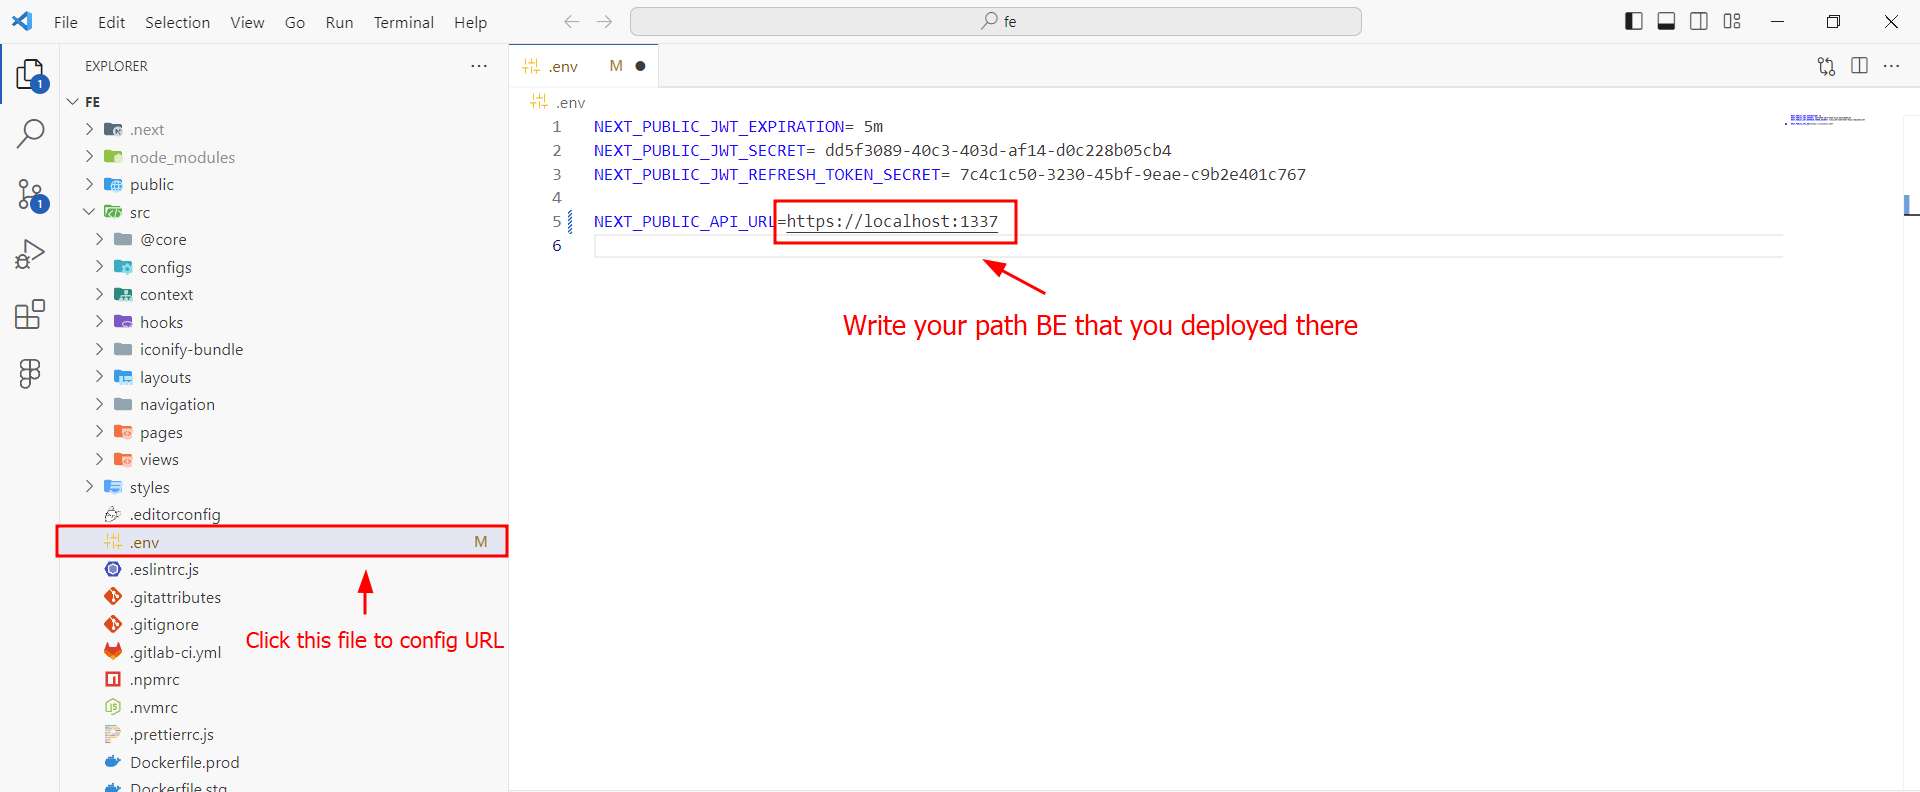 File Edit Selection View Go Run Terminal Help fe
EXPLORER
.env M
1
FE
.env
.next
node_modules
public
src
@core
configs
context
hooks
iconify-bundle
layouts
navigation
pages
views
styles
.editorconfig
.env M
.eslintrc.js
.gitattributes
.gitignore
.gitlab-ci.yml
.npmrc
.nvmrc
.prettierrc.js
Dockerfile.prod
Dockerfile.stg
1
1 NEXT_PUBLIC_JWT_EXPIRATION= 5m
2 NEXT_PUBLIC_JWT_SECRET= dd5f3089-40c3-403d-af14-d0c228b05cb4
3 NEXT_PUBLIC_JWT_REFRESH_TOKEN_SECRET= 7c4c1c50-3230-45bf-9eae-c9b2e401c767
4
5 NEXT_PUBLIC_API_URL=https://localhost:1337
6
Write your path BE that you deployed there
Click this file to config URL